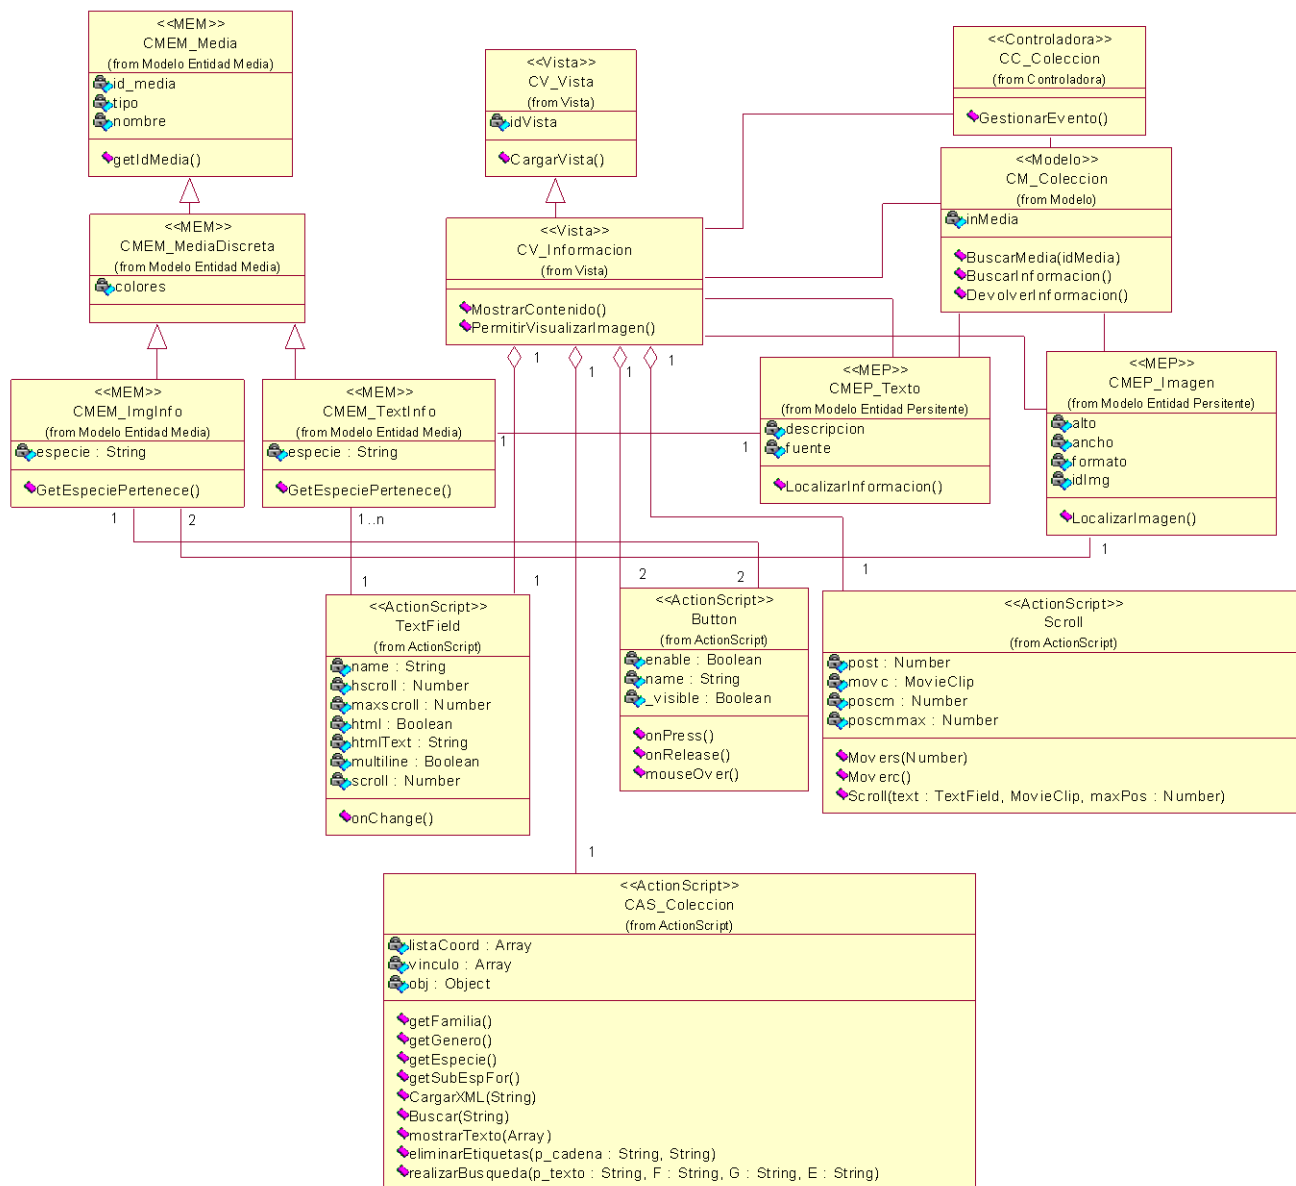 <<MEM>>
CMEM_Media
(from Modelo Entidad Media)
id_media
tipo
nombre
getIdMedia()
<<Vista>>
CV_Vista
(from Vista)
idVista
CargarVista()
<<Controladora>>
CC_Coleccion
(from Controladora)
GestionarEvento()
<<Modelo>>
CM_Coleccion
(from Modelo)
inMedia
BuscarMedia(idMedia)
BuscarInformacion()
DevolverInformacion()
<<MEM>>
CMEM_MediaDiscreta
(from Modelo Entidad Media)
colores
<<Vista>>
CV_Informacion
(from Vista)
MostrarContenido()
PermitirVisualizarImagen()
1
1
1
1
<<MEM>>
CMEM_ImgInfo
(from Modelo Entidad Media)
especie : String
GetEspeciePertenece()
1
2
<<MEM>>
CMEM_TextInfo
(from Modelo Entidad Media)
especie : String
GetEspeciePertenece()
1
1..n
<<MEP>>
CMEP_Texto
(from Modelo Entidad Persitente)
descripcion
fuente
LocalizarInformacion()
1
<<MEP>>
CMEP_Imagen
(from Modelo Entidad Persitente)
alto
ancho
formato
idImg
LocalizarImagen()
1
1
1
2
2
1
<<ActionScript>>
TextField
(from ActionScript)
name : String
hscroll : Number
maxscroll : Number
html : Boolean
htmlText : String
multiline : Boolean
scroll : Number
onChange()
<<ActionScript>>
Button
(from ActionScript)
enable : Boolean
name : String
_visible : Boolean
onPress()
onRelease()
mouseOver()
<<ActionScript>>
Scroll
(from ActionScript)
post : Number
movc : MovieClip
poscm : Number
poscmmax : Number
Movers(Number)
Moverc()
Scroll(text : TextField, MovieClip, maxPos : Number)
1
<<ActionScript>>
CAS_Coleccion
(from ActionScript)
listaCoord : Array
vinculo : Array
obj : Object
getFamilia()
getGenero()
getEspecie()
getSubEspFor()
CargarXML(String)
Buscar(String)
mostrarTexto(Array)
eliminarEtiquetas(p_cadena : String, String)
realizarBusqueda(p_texto : String, F : String, G : String, E : String)